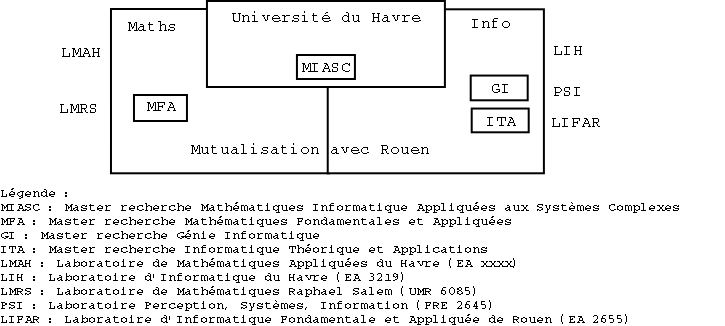 Université du Havre
Maths
Info
LMAH
LIH
MIASC
GI
PSI
LMRS
MFA
ITA
LIFAR
Mutualisation avec Rouen
Légende :
MIASC : Master recherche Mathématiques Informatique Appliquées aux Systèmes Complexes
MFA : Master recherche Mathématiques Fondamentales et Appliquées
GI : Master recherche Génie Informatique
ITA : Master recherche Informatique Théorique et Applications
LMAH : Laboratoire de Mathématiques Appliquées du Havre (EA xxxx)
LIH : Laboratoire d'Informatique du Havre (EA 3219)
LMRS : Laboratoire de Mathématiques Raphael Salem (UMR 6085)
PSI : Laboratoire Perception, Systèmes, Information (FRE 2645)
LIFAR : Laboratoire d'Informatique Fondamentale et Appliquée de Rouen (EA 2655)